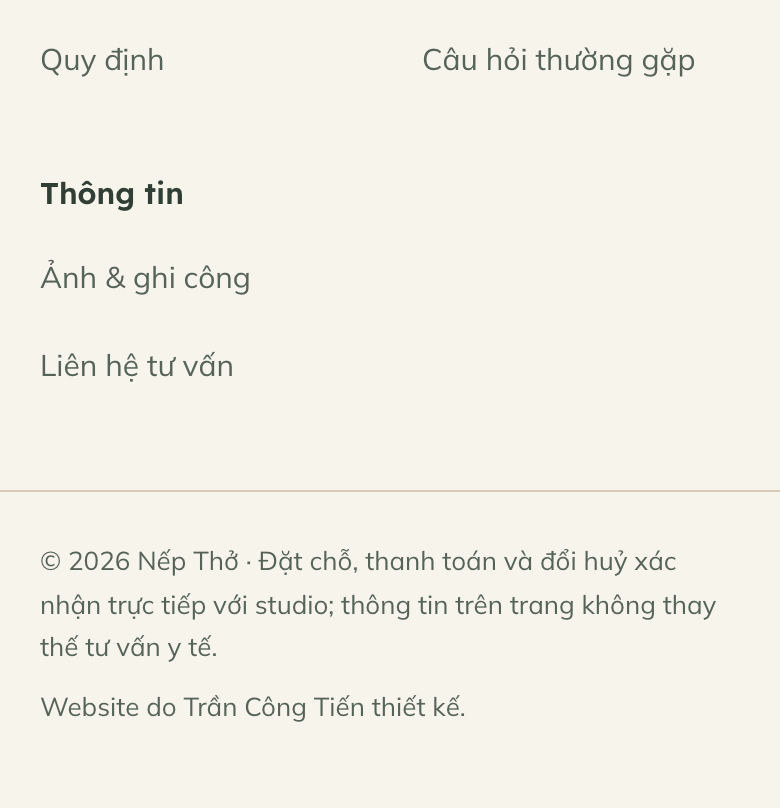 Quy định
Câu hỏi thường gặp
Thông tin
Ảnh & ghi công
Liên hệ tư vấn
© 2026 Nếp Thở · Đặt chỗ, thanh toán và đổi huỷ xác
nhận trực tiếp với studio; thông tin trên trang không thay
thế tư vấn y tế.
Website do Trần Công Tiến thiết kế.